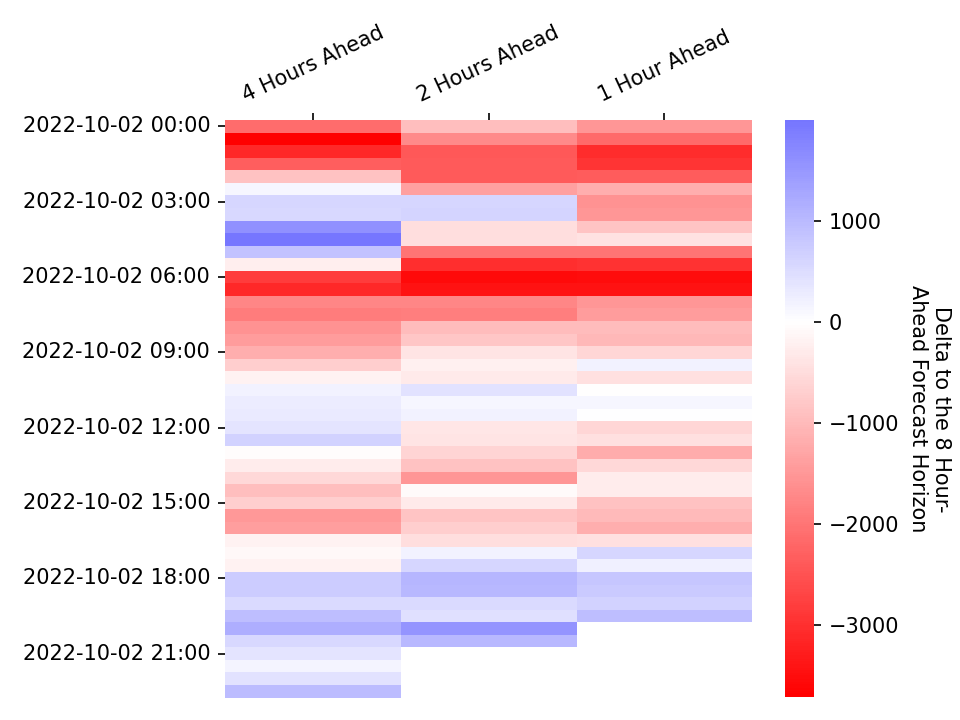 4 Hours Ahead
2 Hours Ahead
1 Hour Ahead
2022-10-02 00:00
2022-10-02 03:00
2022-10-02 06:00
2022-10-02 09:00
2022-10-02 12:00
2022-10-02 15:00
2022-10-02 18:00
2022-10-02 21:00
1000
0
−1000
−2000
−3000
Delta to the 8 Hour-
Ahead Forecast Horizon